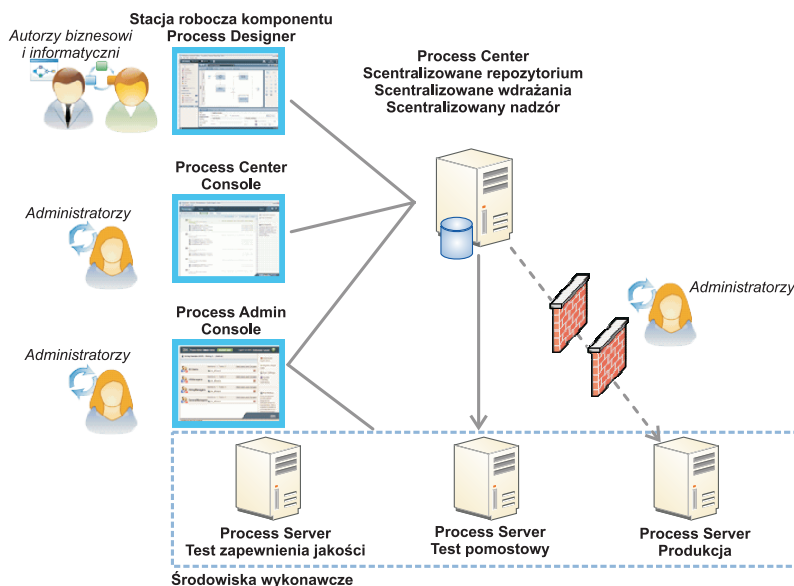 Stacja robocza komponentu
Process Designer
Autorzy biznesowi
i informatyczni
Process Center
Scentralizowane repozytorium
Scentralizowane wdrażania
Scentralizowany nadzór
Process Center
Console
Administratorzy
Administratorzy
Process Admin
Console
Administratorzy
Process Server
Test zapewnienia jakości
Process Server
Test pomostowy
Process Server
Produkcja
Środowiska wykonawcze